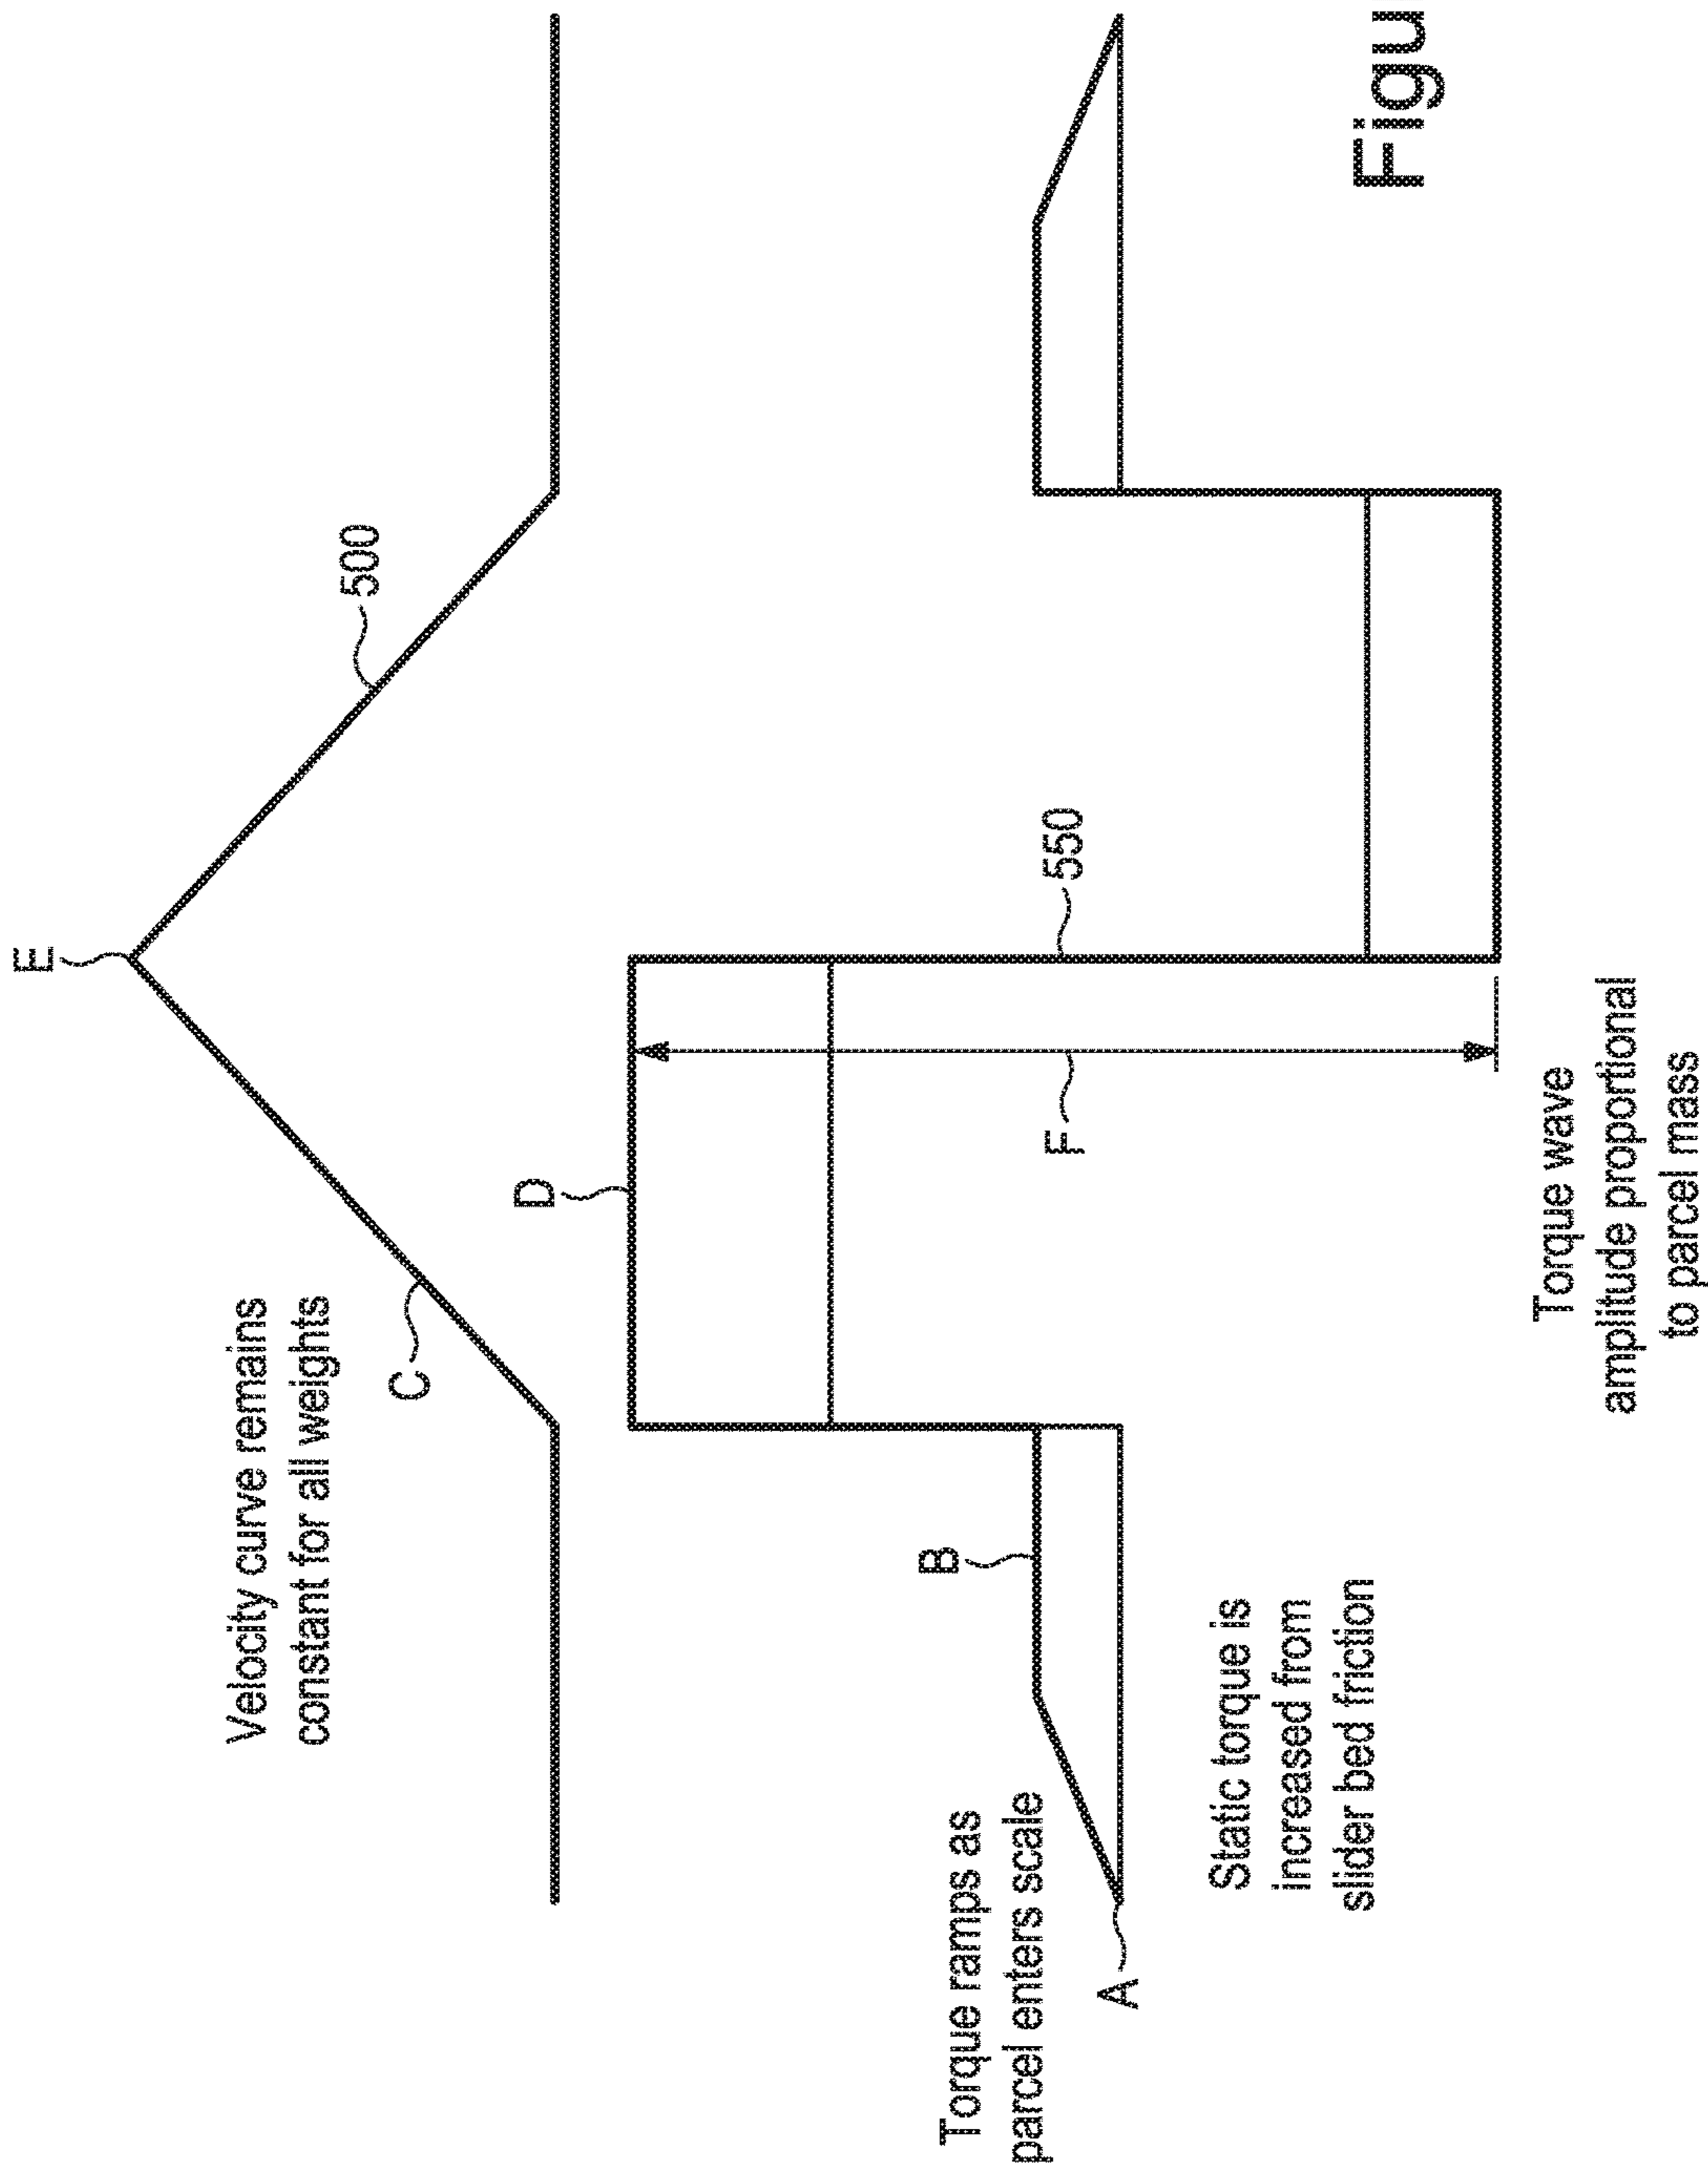 E
500
Velocity curve remains
constant for all weights
C
D
550
F
B
Torque ramps as
parcel enters scale
A
Static torque is
increased from
slider bed friction
Torque wave
amplitude proportional
to parcel mass
Figu